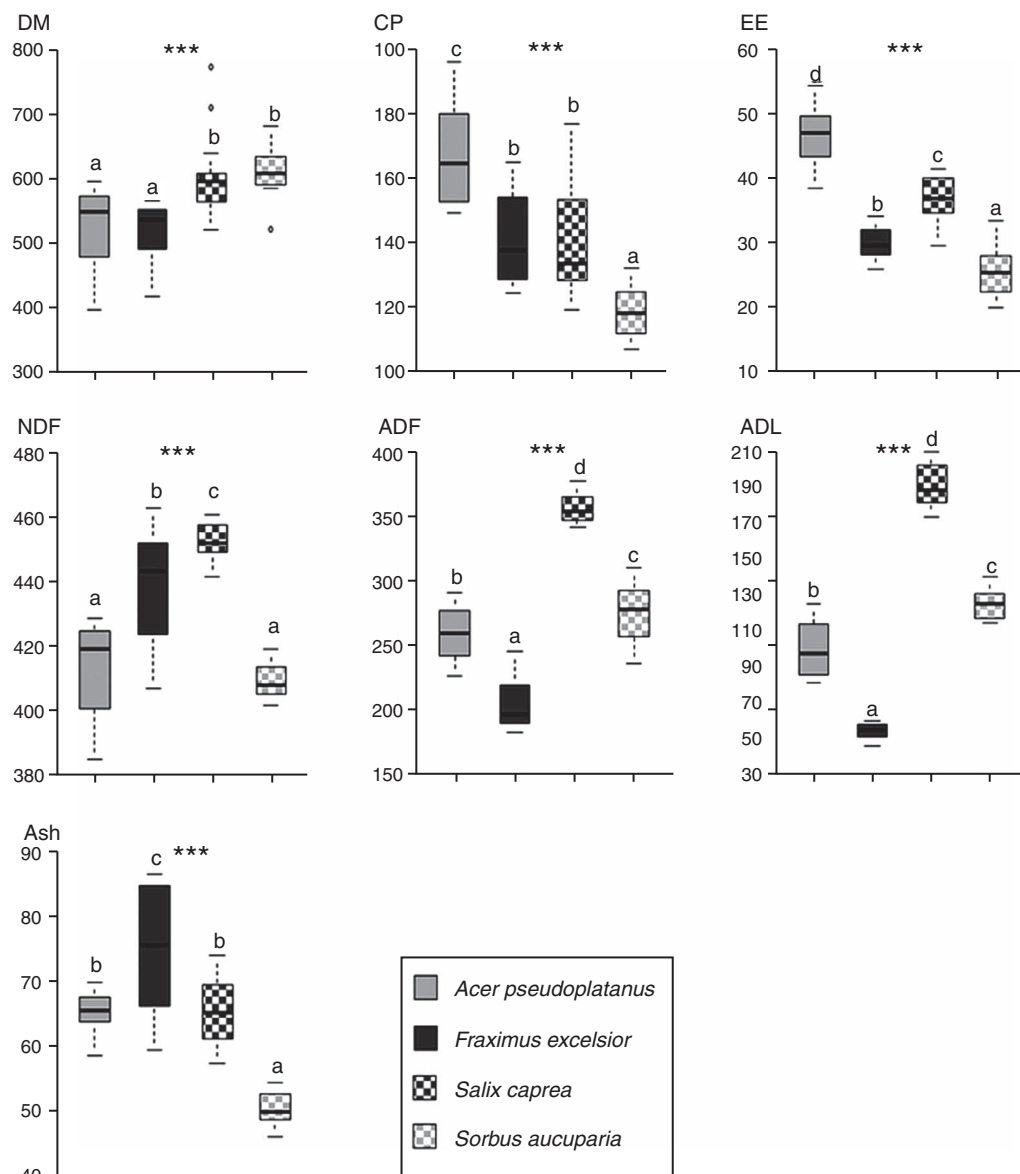 DM
800
700
600
500
400
300
***
a
a
b
b
CP
100
180
160
140
120
100
***
c
b
b
a
EE
60
50
40
30
20
10
***
d
b
c
a
NDF
480
460
440
420
400
380
***
a
b
c
a
ADF
400
350
300
250
200
150
***
b
a
d
c
ADL
210
190
170
150
130
110
90
70
50
30
***
b
a
d
c
Ash
90
80
70
60
50
40
***
b
c
b
a
Acer pseudoplatanus
Fraximus excelsior
Salix caprea
Sorbus aucuparia